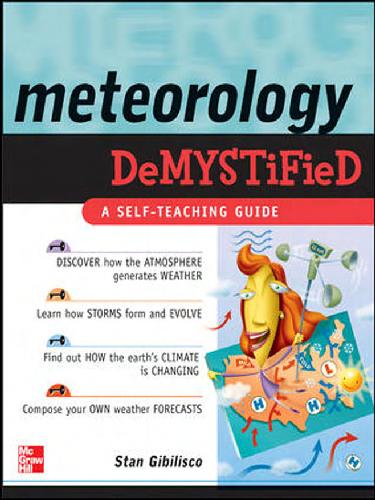 METEOROL
meteorology
DeMYSTiFieD
A SELF-TEACHING GUIDE
DISCOVER how the ATMOSPHERE
generates WEATHER
Learn how STORMS form and EVOLVE
Find out HOW the earth's CLIMATE
is CHANGING
Compose your OWN weather FORECASTS
H
L
H
H
H
Mc
Graw
Hill
Stan Gibilisco